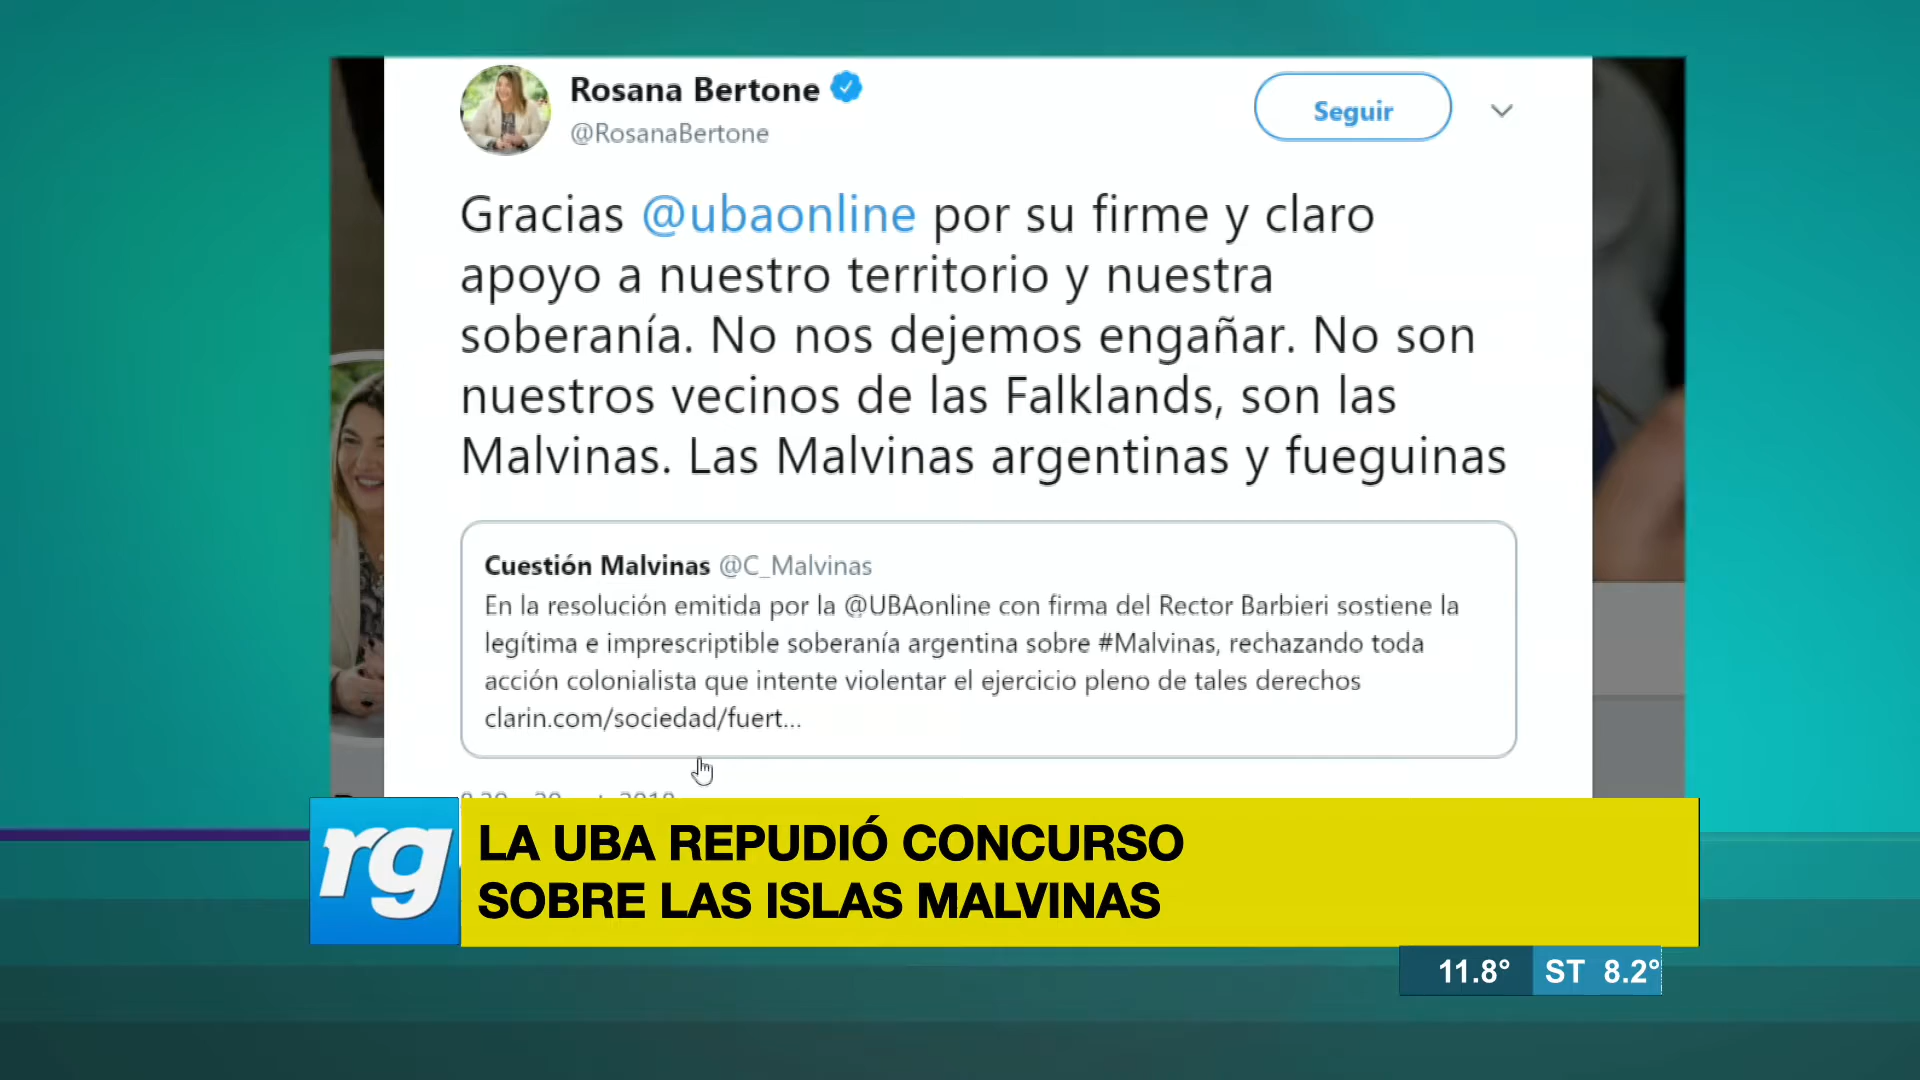 Rosana Bertone
@RosanaBertone
Seguir
Gracias @ubaonline por su firme y claro
apoyo a nuestro territorio y nuestra
soberanía. No nos dejemos engañar. No son
nuestros vecinos de las Falklands, son las
Malvinas. Las Malvinas argentinas y fueguinas
Cuestión Malvinas @C_Malvinas
En la resolución emitida por la @UBAonline con firma del Rector Barbieri sostiene la
legítima e imprescriptible soberanía argentina sobre #Malvinas, rechazando toda
acción colonialista que intente violentar el ejercicio pleno de tales derechos
clarin.com/sociedad/fuert...
rg
LA UBA REPUDIÓ CONCURSO
SOBRE LAS ISLAS MALVINAS
11.8° ST 8.2°